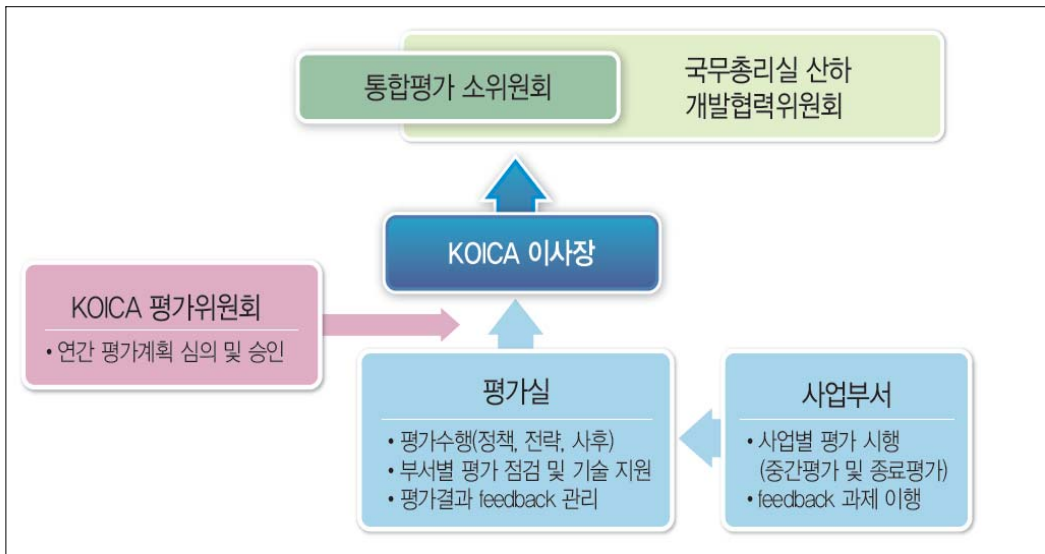 통합평가 소위원회
국무총리실 산하
개발협력위원회
KOICA 이사장
KOICA 평가위원회
• 연간 평가계획 심의 및 승인
평가실
• 평가수행(정책, 전략, 사후)
• 부서별 평가 점검 및 기술 지원
• 평가결과 feedback 관리
사업부서
• 사업별 평가 시행
(중간평가 및 종료평가)
• feedback 과제 이행